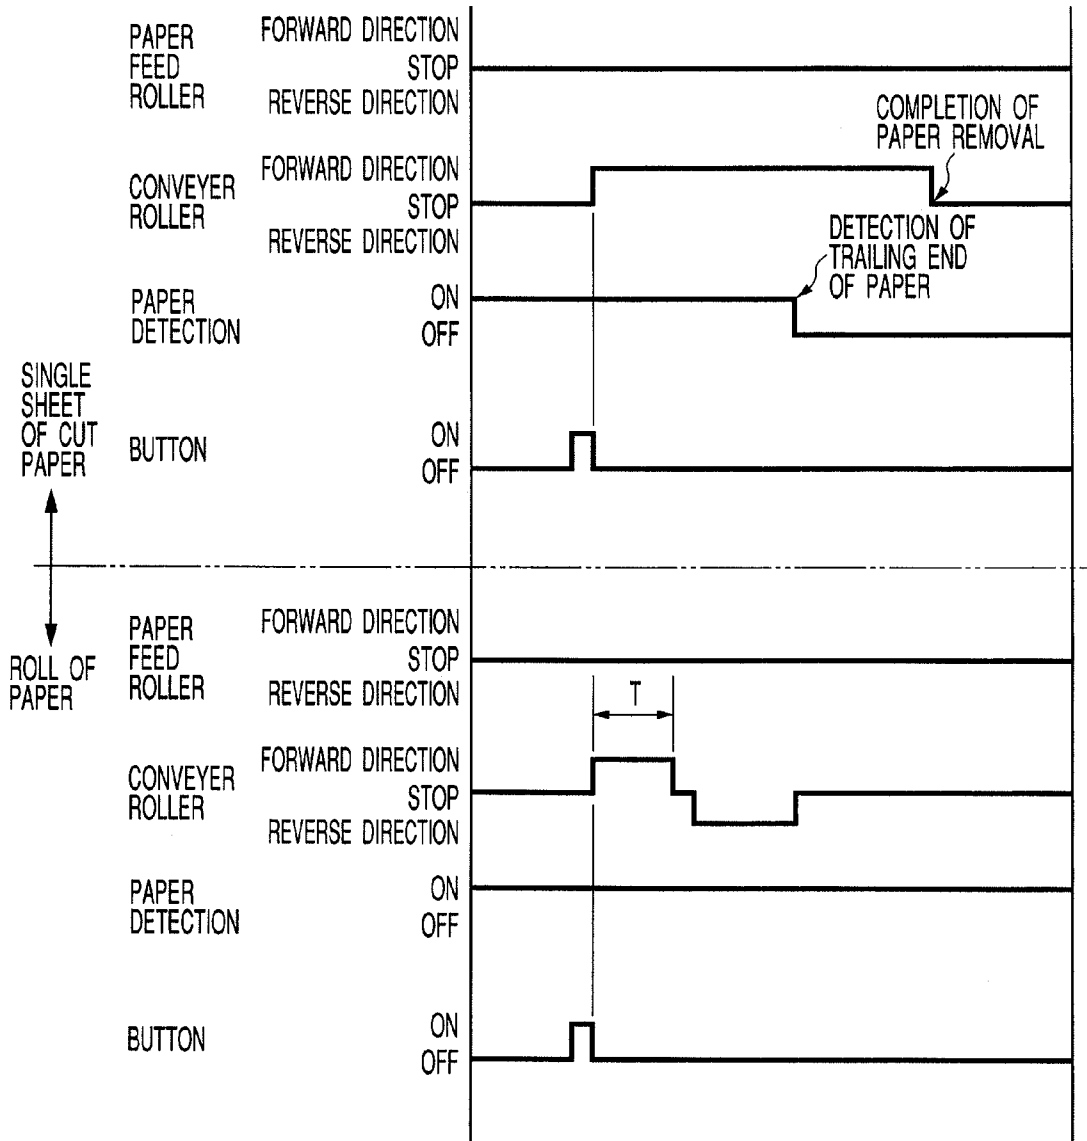 PAPER
FEED
ROLLER
FORWARD DIRECTION
STOP
REVERSE DIRECTION
COMPLETION OF
PAPER REMOVAL
CONVEYER
ROLLER
FORWARD DIRECTION
STOP
REVERSE DIRECTION
DETECTION OF
TRAILING END
OF PAPER
PAPER
DETECTION
ON
OFF
SINGLE
SHEET
OF CUT
PAPER
BUTTON
ON
OFF
ROLL OF
PAPER
PAPER
FEED
ROLLER
FORWARD DIRECTION
STOP
REVERSE DIRECTION
T
CONVEYER
ROLLER
FORWARD DIRECTION
STOP
REVERSE DIRECTION
PAPER
DETECTION
ON
OFF
BUTTON
ON
OFF